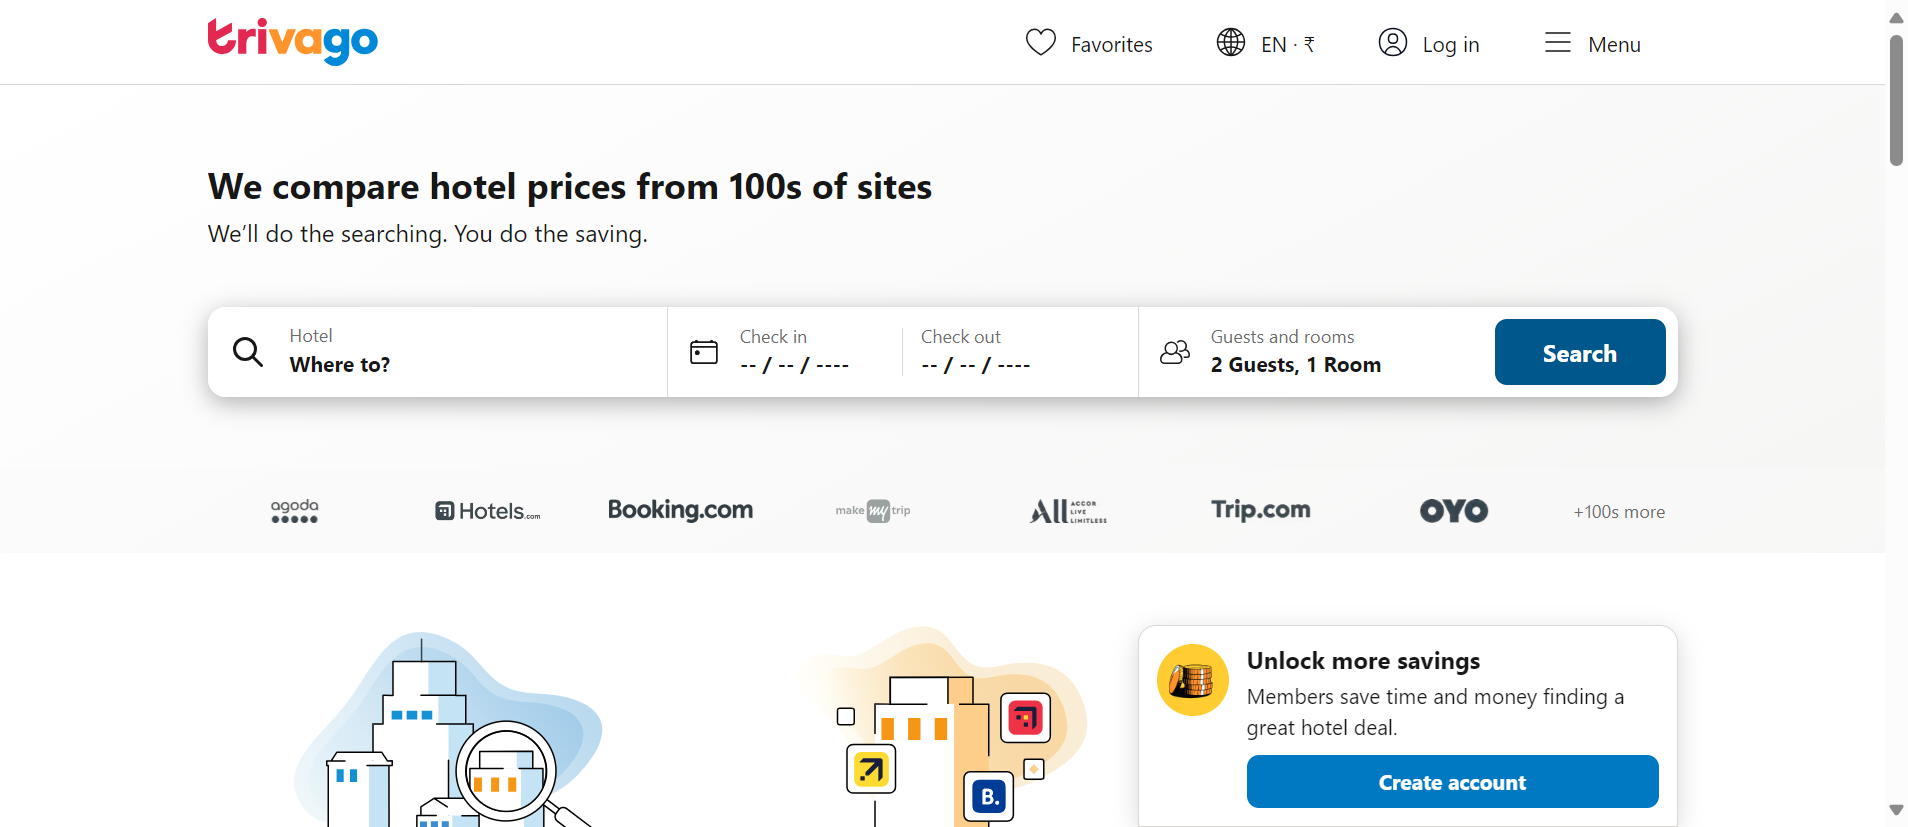 trivago
Favorites
EN · ₹
Log in
Menu
We compare hotel prices from 100s of sites
We’ll do the searching. You do the saving.
Hotel
Where to?
Check in
-- / -- / ----
Check out
-- / -- / ----
Guests and rooms
2 Guests, 1 Room
Search
agoda
Hotels.com
Booking.com
make my trip
ALL ACCOR LIVE LIMITLESS
Trip.com
OYO
+100s more
B.
Unlock more savings
Members save time and money finding a
great hotel deal.
Create account